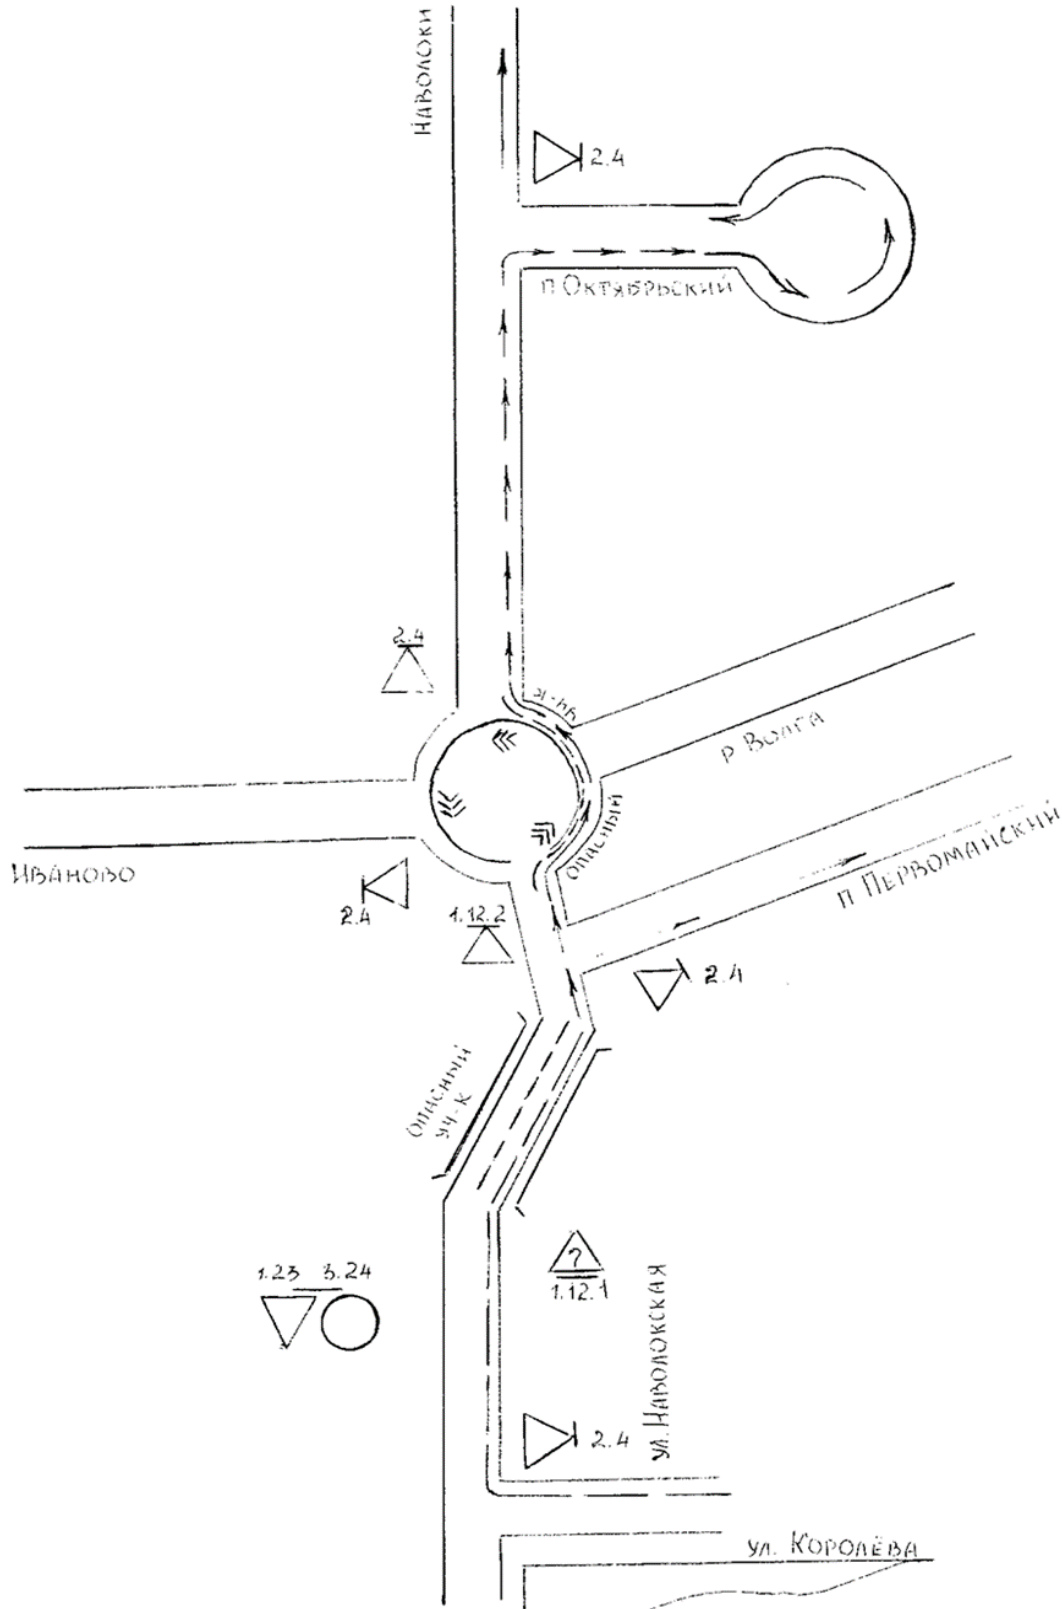 Наволоки
2.4
п Октябрьский
2.4
уч-к
р Волга
опасный
Иваново
п Первомайский
2.4
1.12.2
2.4
Опасный
уч-к
?
1.12.1
1.23 3.24
ул. Наволокская
2.4
ул. Королёва